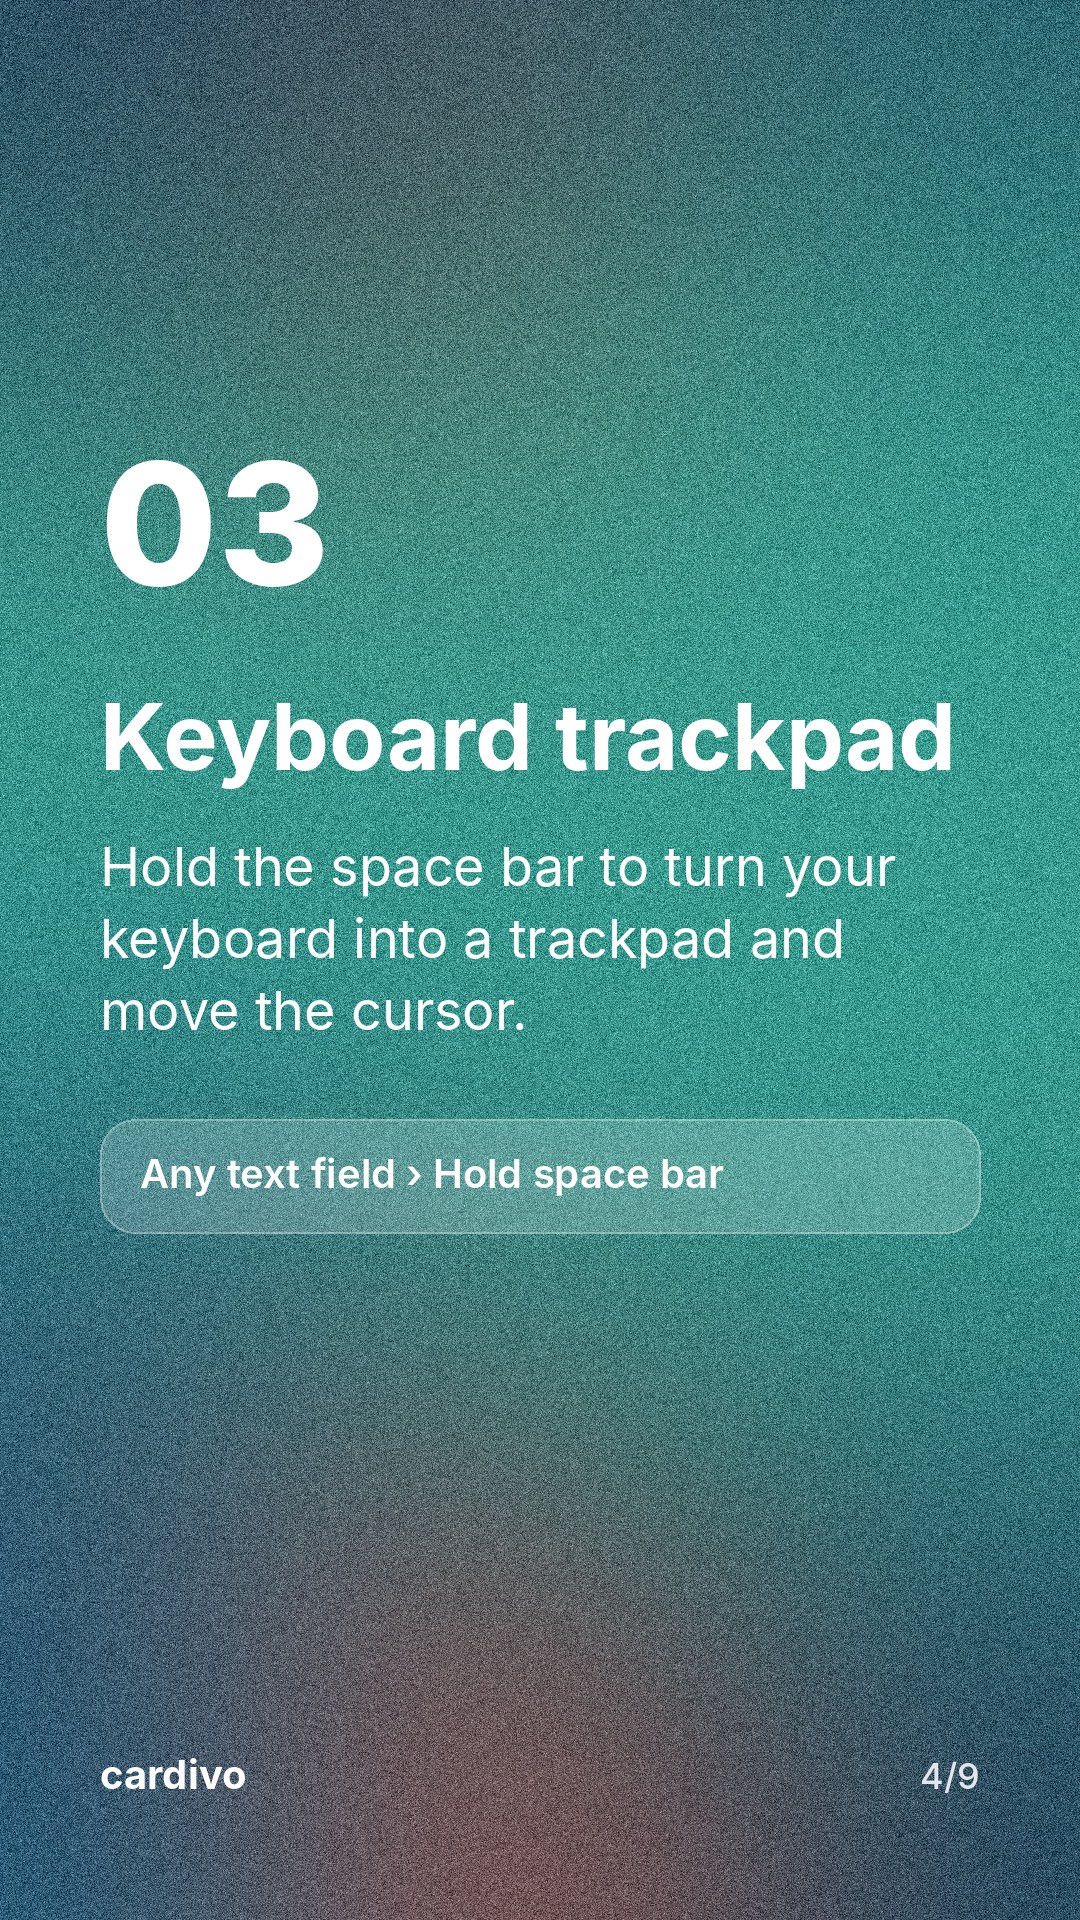 03
Keyboard trackpad
Hold the space bar to turn your
keyboard into a trackpad and
move the cursor.
Any text field › Hold space bar
cardivo
4/9